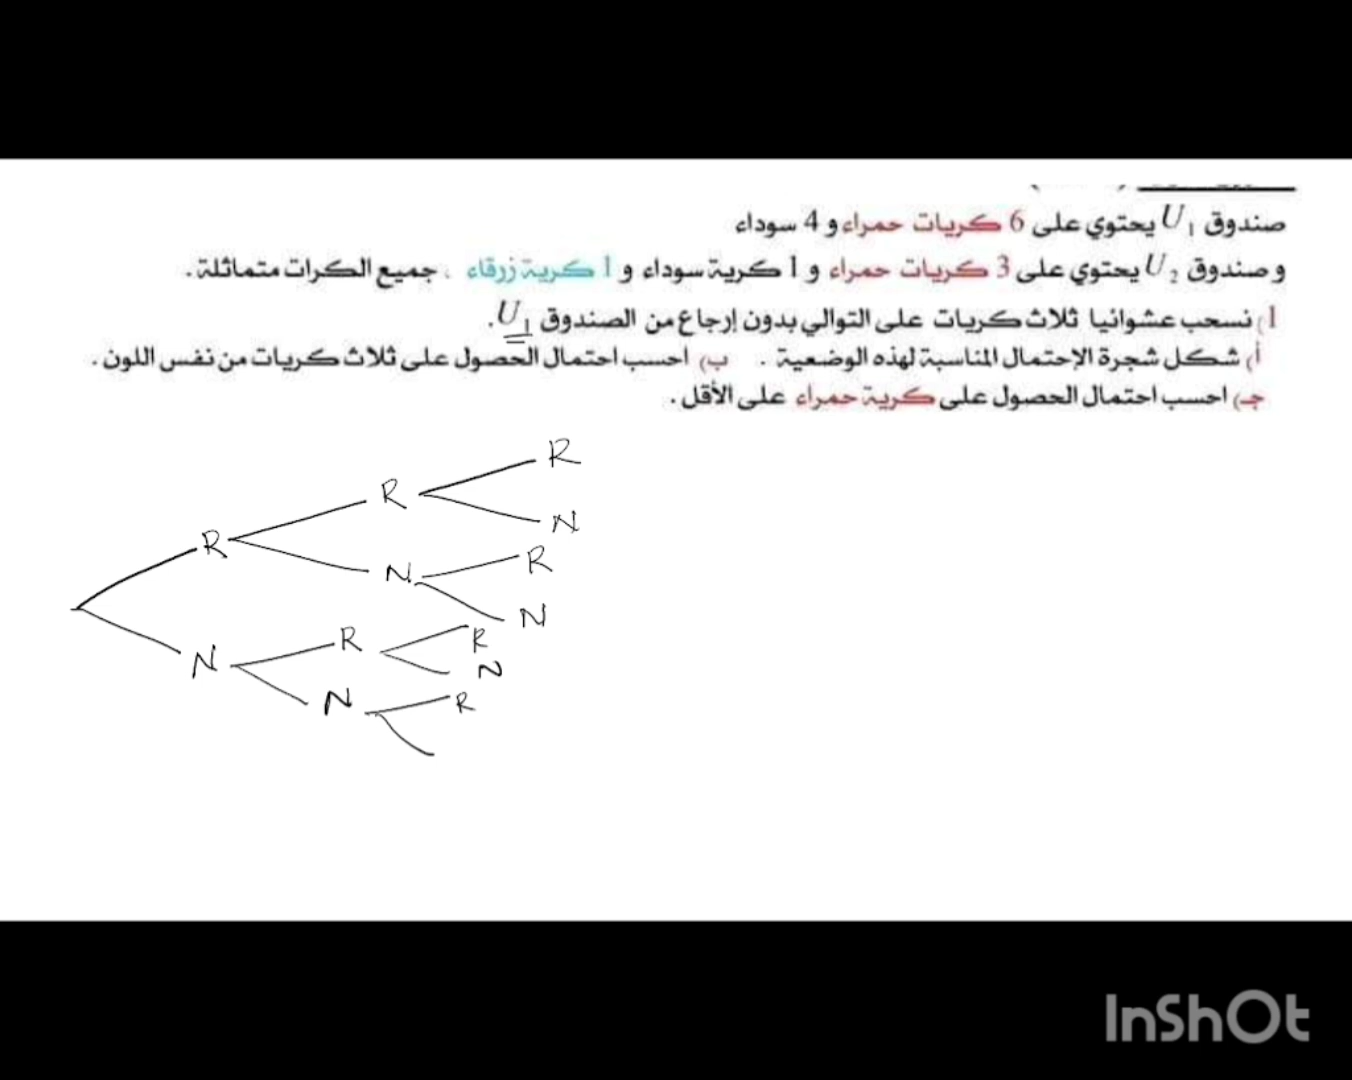 صندوق U₁ يحتوي على 6 كريات حمراء و 4 سوداء
و صندوق U₂ يحتوي على 3 كريات حمراء و 1 كرية سوداء و 1 كرية زرقاء ، جميع الكرات متماثلة .
1) نسحب عشوائيا ثلاث كريات على التوالي بدون إرجاع من الصندوق U₁.
أ) شكل شجرة الإحتمال المناسبة لهذه الوضعية . ب) احسب احتمال الحصول على ثلاث كريات من نفس اللون .
جـ) احسب احتمال الحصول على كرية حمراء على الأقل .
R
R
N
R
R
N
N
R
R
N
N
N
R
InShOt